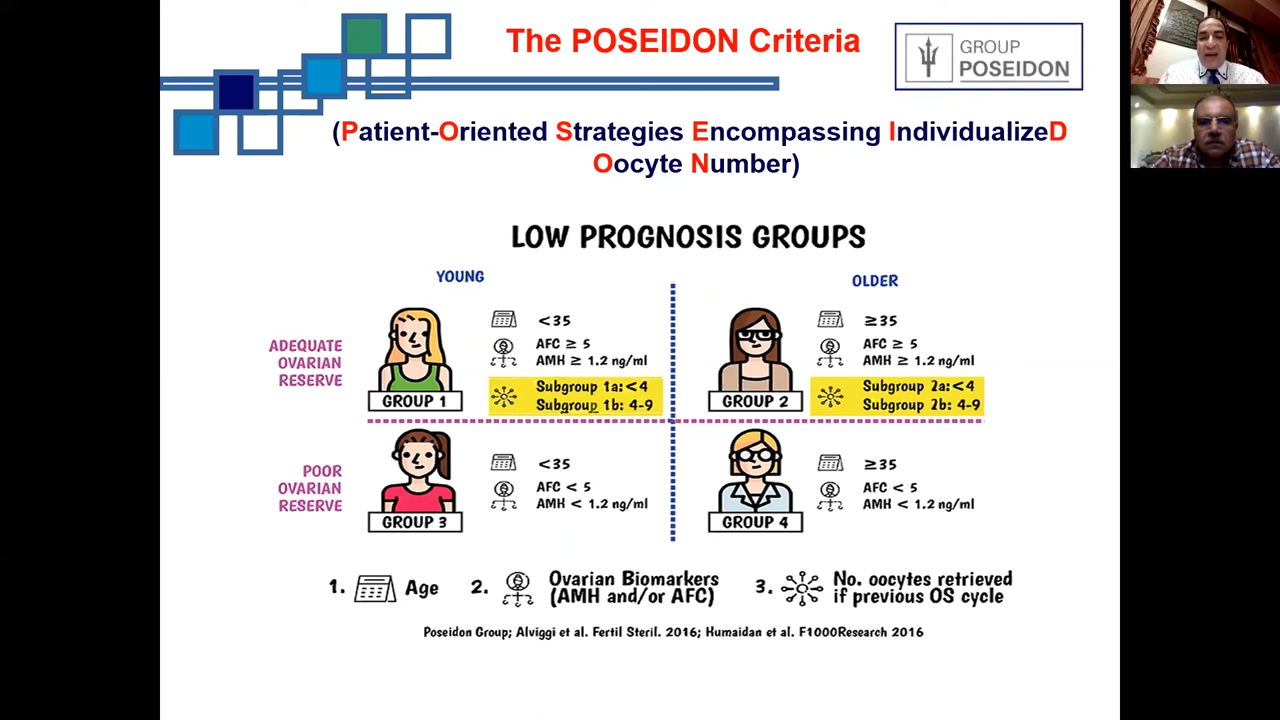 The POSEIDON Criteria
GROUP
POSEIDON
(Patient-Oriented Strategies Encompassing IndividualizeD
Oocyte Number)
LOW PROGNOSIS GROUPS
YOUNG
OLDER
ADEQUATE
OVARIAN
RESERVE
GROUP 1
<35
AFC ≥ 5
AMH ≥ 1.2 ng/ml
Subgroup 1a: <4
Subgroup 1b: 4-9
GROUP 2
≥35
AFC ≥ 5
AMH ≥ 1.2 ng/ml
Subgroup 2a: <4
Subgroup 2b: 4-9
POOR
OVARIAN
RESERVE
GROUP 3
<35
AFC < 5
AMH < 1.2 ng/ml
GROUP 4
≥35
AFC < 5
AMH < 1.2 ng/ml
1. Age
2. Ovarian Biomarkers
(AMH and/or AFC)
3. No. oocytes retrieved
if previous OS cycle
Poseidon Group; Alviggi et al. Fertil Steril. 2016; Humaidan et al. F1000Research 2016